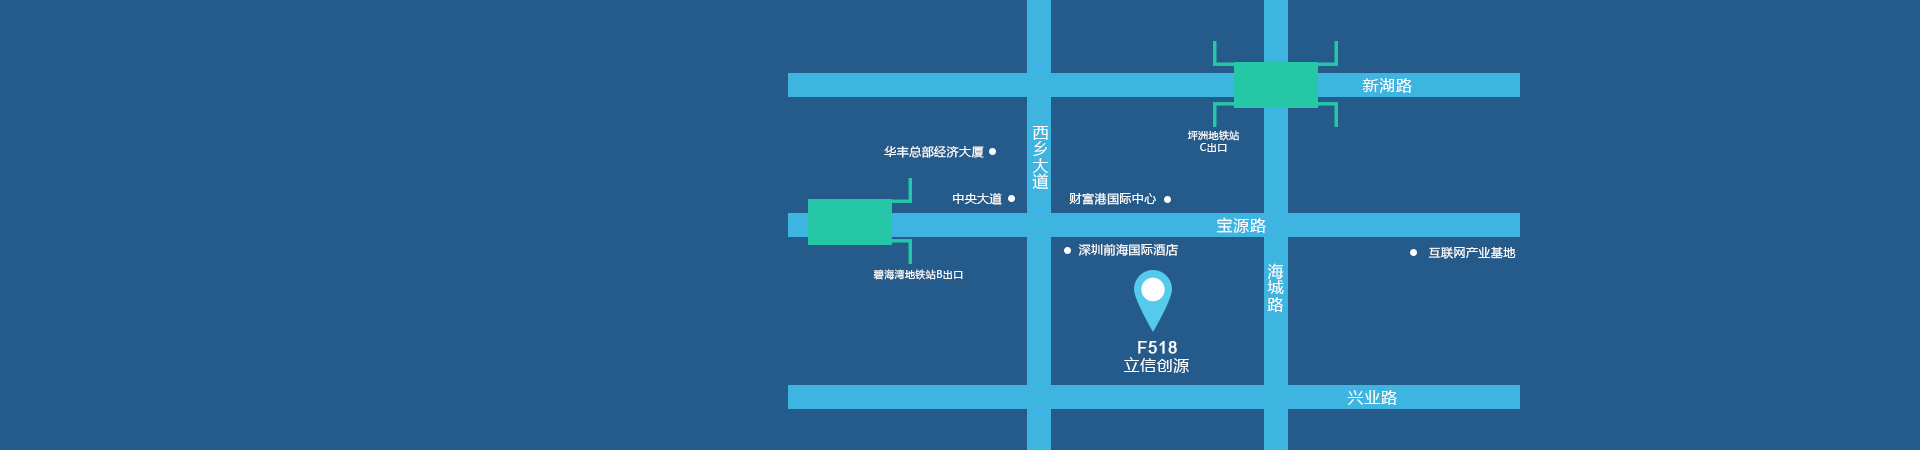 新湖路
坪洲地铁站
C出口
西乡大道
华丰总部经济大厦
中央大道
财富港国际中心
宝源路
深圳前海国际酒店
互联网产业基地
碧海湾地铁站B出口
海城路
F518
立信创源
兴业路